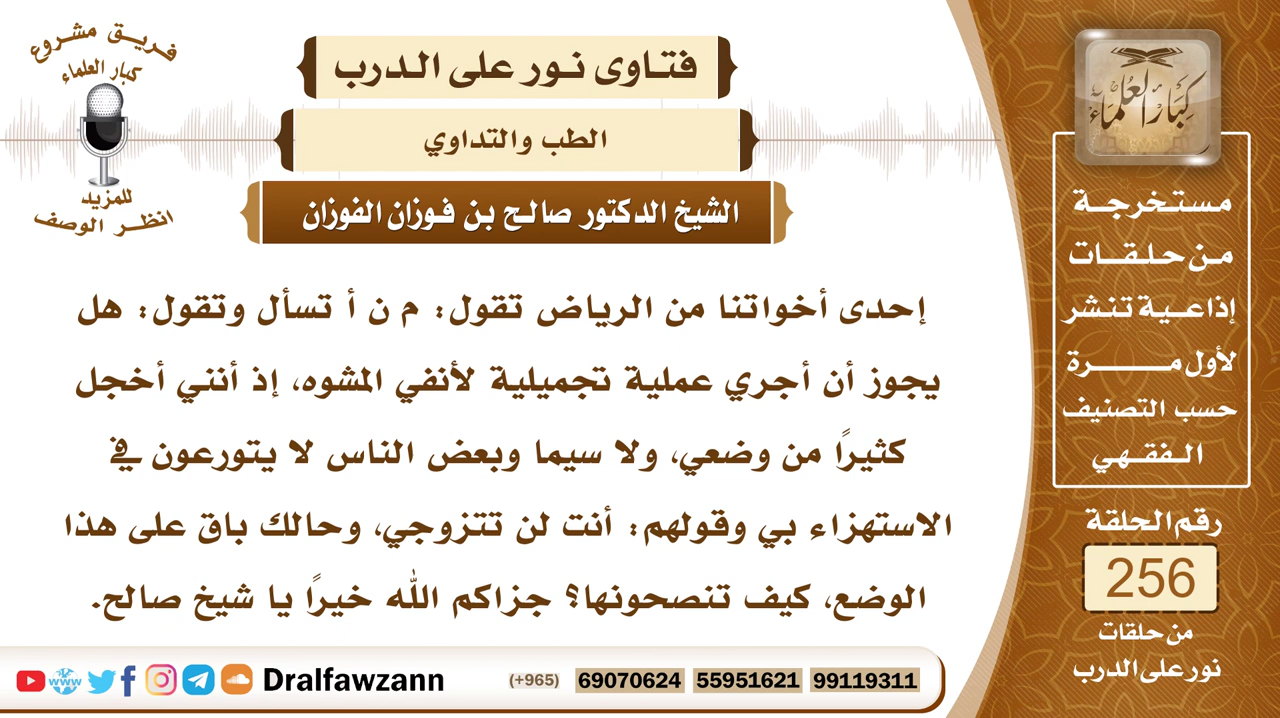 فريق مشروع
كبار العلماء
للمزيد
انظر الوصف
فتاوى نور على الدرب
الطب والتداوي
الشيخ الدكتور صالح بن فوزان الفوزان
إحدى أخواتنا من الرياض تقول: م ن أ تسأل وتقول: هل
يجوز أن أجري عملية تجميلية لأنفي المشوه، إذ أنني أخجل
كثيرًا من وضعي، ولا سيما وبعض الناس لا يتورعون في
الاستهزاء بي وقولهم: أنت لن تتزوجي، وحالك باق على هذا
الوضع، كيف تنصحونها؟ جزاكم الله خيرًا يا شيخ صالح.
كبار العلماء
مستخرجة
من حلقات
إذاعية تنشر
لأول مرة
حسب التصنيف
الفقهي
رقم الحلقة
256
من حلقات
نور على الدرب
www Dralfawzann (+965) 69070624 55951621 99119311